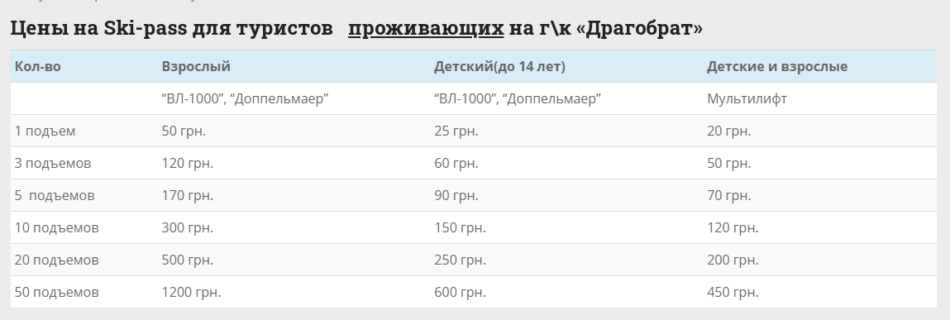 Цены на Ski-pass для туристов проживающих на г\к «Драгобрат»
Кол-во Взрослый Детский(до 14 лет) Детские и взрослые
“ВЛ-1000”, “Доппельмаер” “ВЛ-1000”, “Доппельмаер” Мультилифт
1 подъем 50 грн. 25 грн. 20 грн.
3 подъемов 120 грн. 60 грн. 50 грн.
5 подъемов 170 грн. 90 грн. 70 грн.
10 подъемов 300 грн. 150 грн. 120 грн.
20 подъемов 500 грн. 250 грн. 200 грн.
50 подъемов 1200 грн. 600 грн. 450 грн.